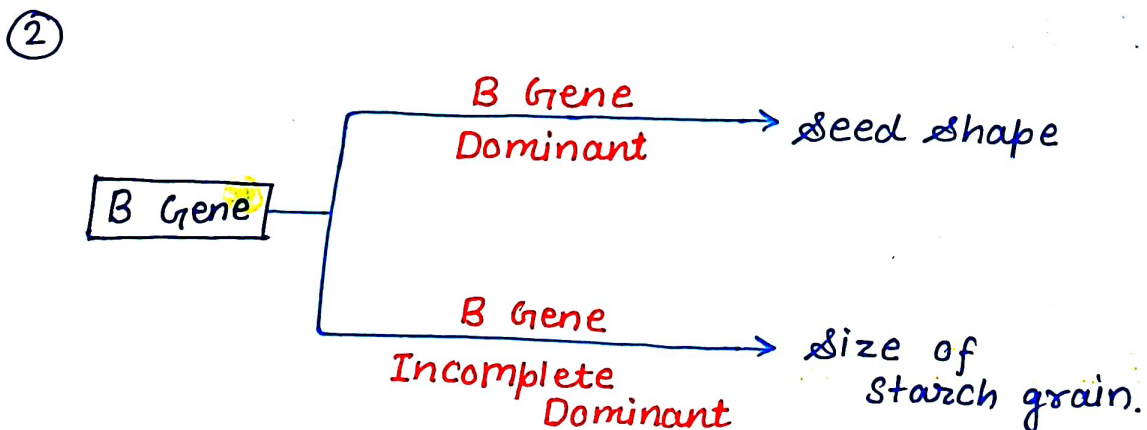 2
B Gene
Dominant
Seed shape
B Gene
B Gene
Incomplete
Dominant
Size of
starch grain.